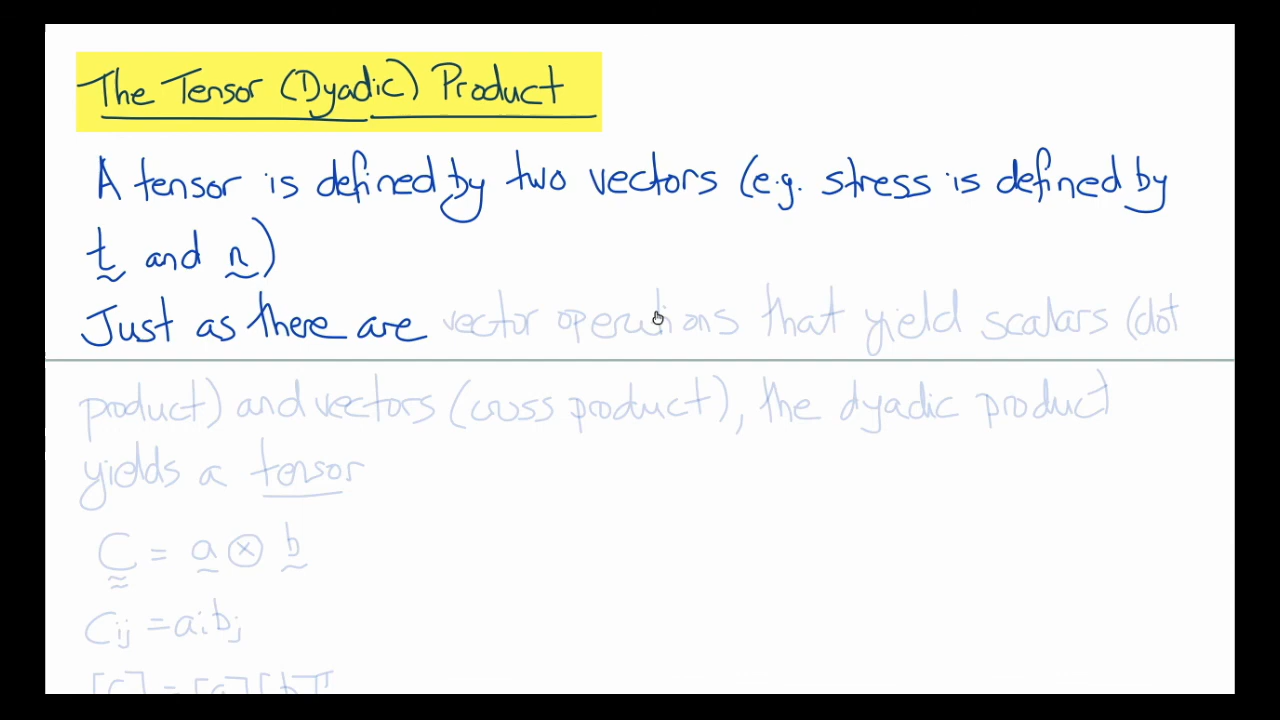 The Tensor (Dyadic) Product
A tensor is defined by two vectors (e.g. stress is defined by
t and n)
Just as there are vector operations that yield scalars (dot
product) and vectors (cross product), the dyadic product
yields a tensor
C = a ⊗ b
Cij = aibj
[C] = [a][b]T